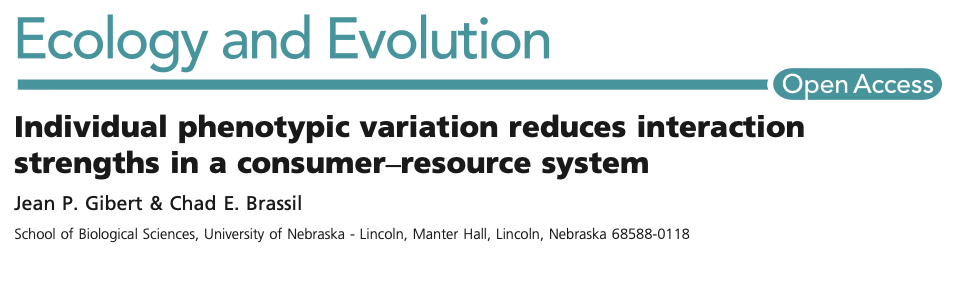 Ecology and Evolution
Open Access
Individual phenotypic variation reduces interaction
strengths in a consumer–resource system
Jean P. Gibert & Chad E. Brassil
School of Biological Sciences, University of Nebraska - Lincoln, Manter Hall, Lincoln, Nebraska 68588-0118